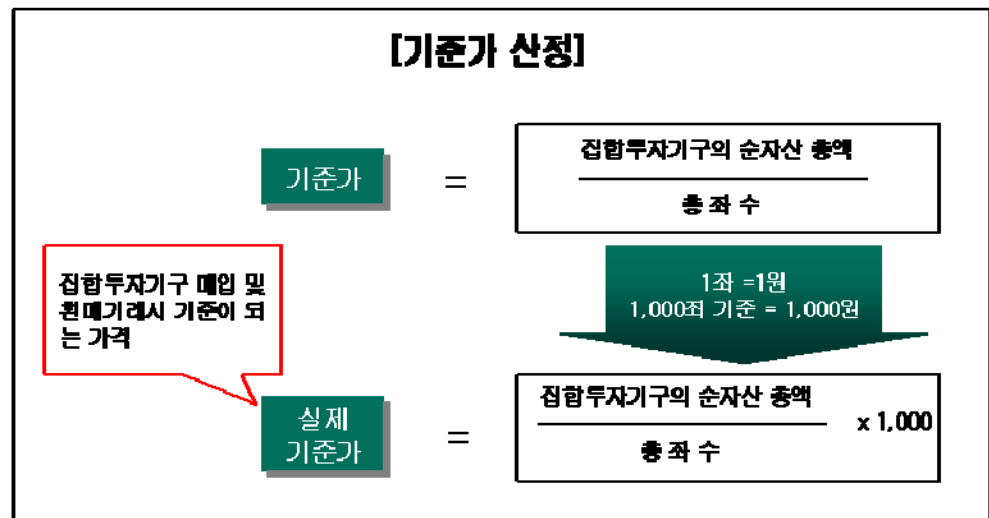 [기준가 산정]
기준가
=
집합투자기구의 순자산 총액
총 좌 수
집합투자기구 매입 및
환매거래시 기준이 되
는 가격
1좌 =1원
1,000좌 기준 = 1,000원
실제
기준가
=
집합투자기구의 순자산 총액
총 좌 수
x 1,000